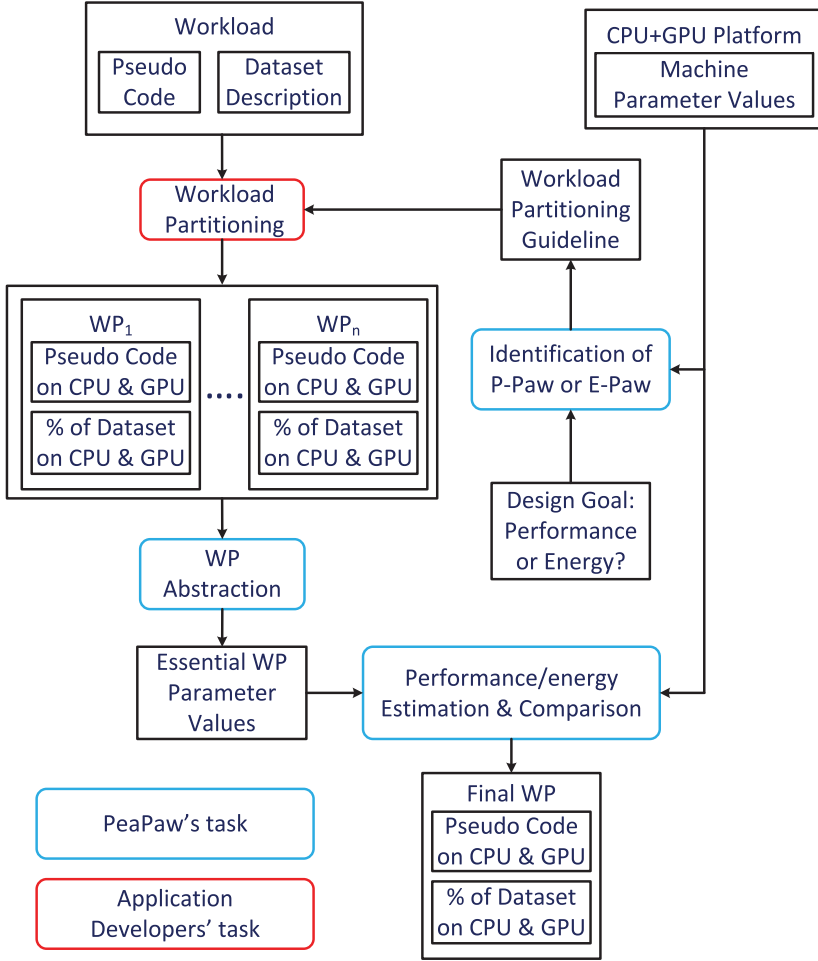 Workload
Pseudo
Code
Dataset
Description
CPU+GPU Platform
Machine
Parameter Values
Workload
Partitioning
Workload
Partitioning
Guideline
WP1
Pseudo Code
on CPU & GPU
% of Dataset
on CPU & GPU
....
WPn
Pseudo Code
on CPU & GPU
% of Dataset
on CPU & GPU
Identification of
P-Paw or E-Paw
Design Goal:
Performance
or Energy?
WP
Abstraction
Essential WP
Parameter
Values
Performance/energy
Estimation & Comparison
Final WP
Pseudo Code
on CPU & GPU
% of Dataset
on CPU & GPU
PeaPaw's task
Application
Developers' task